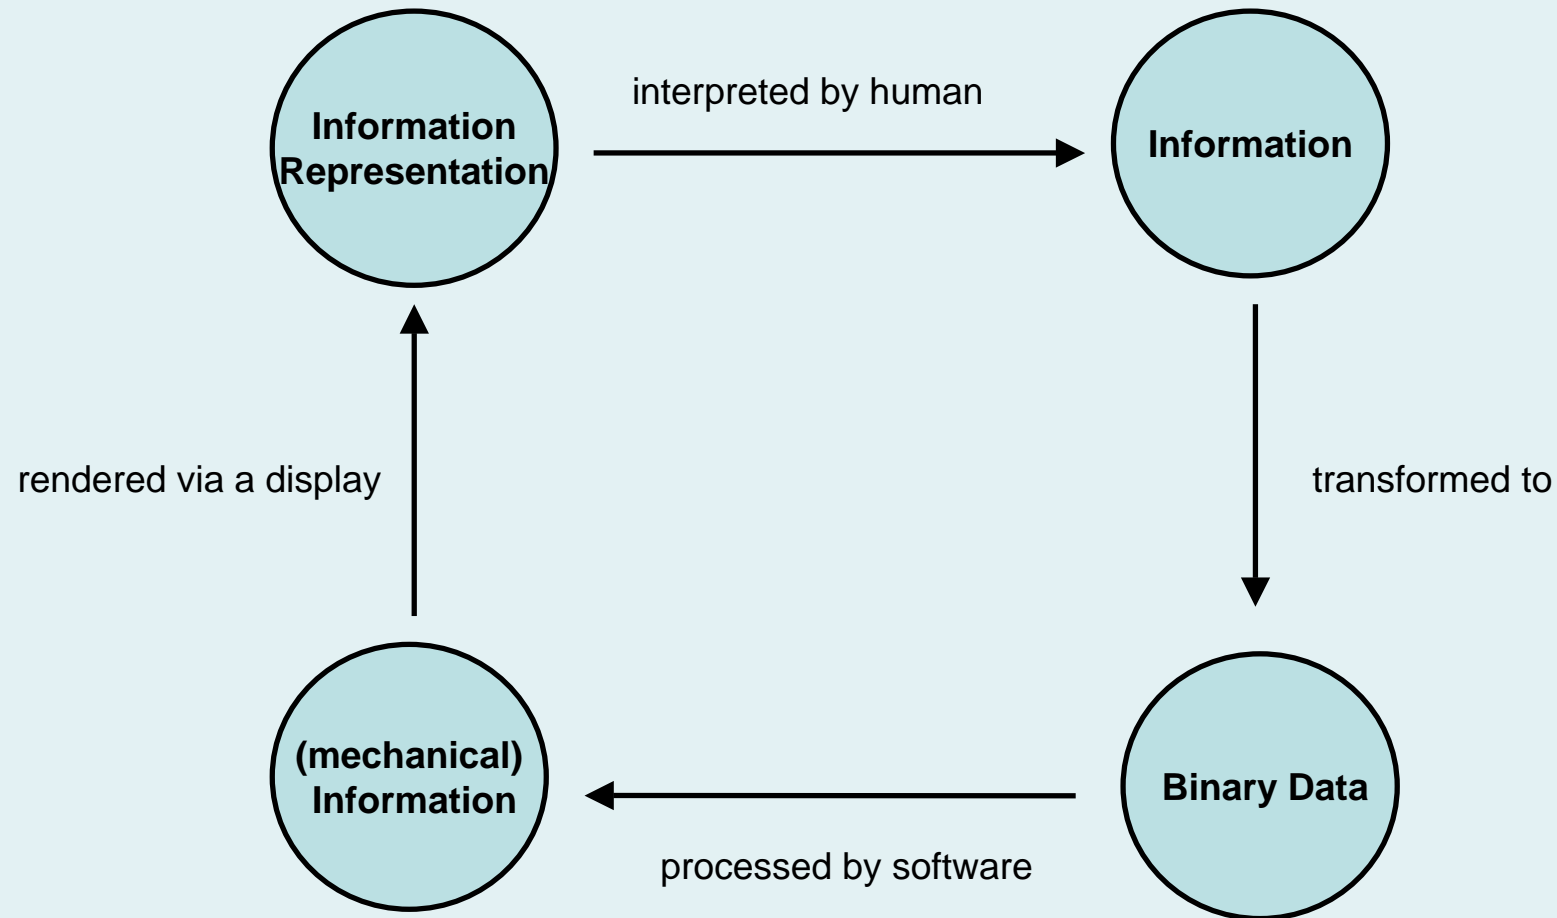 interpreted by human
Information
Representation
Information
rendered via a display
transformed to
(mechanical)
Information
Binary Data
processed by software